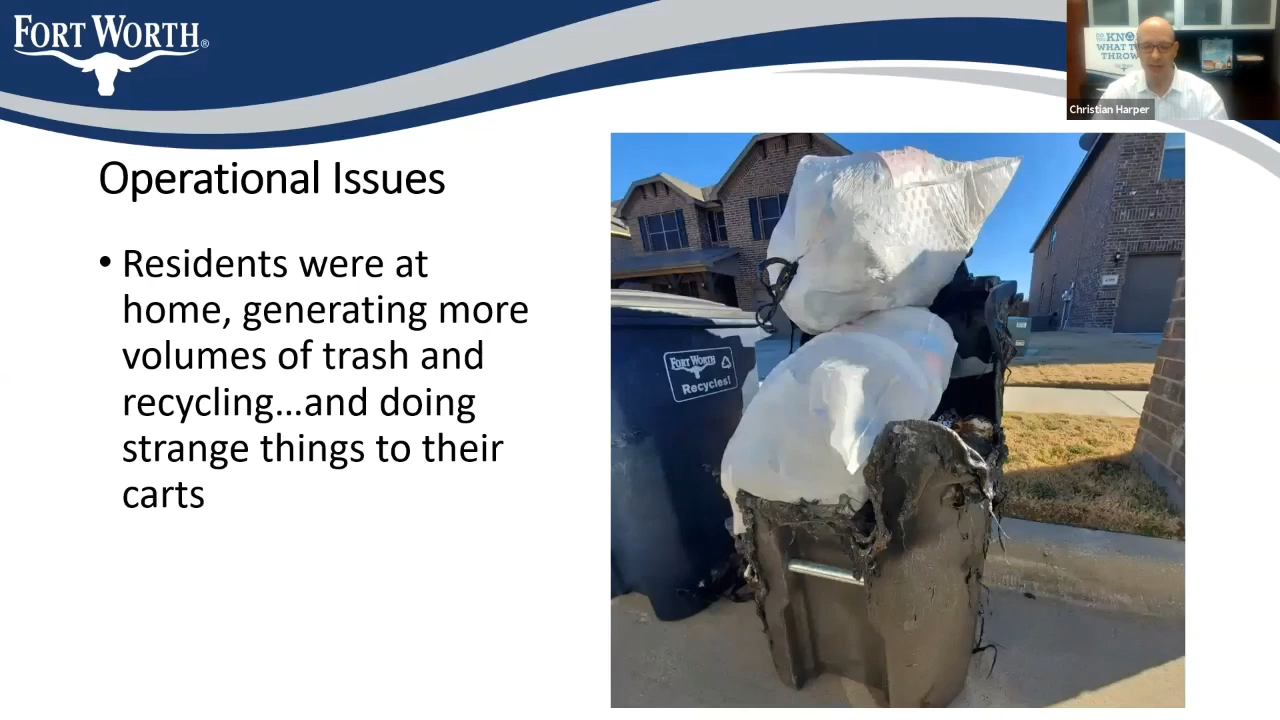 FORT WORTH®
KNO
WHAT
THROW
Christian Harper
Operational Issues
• Residents were at
home, generating more
volumes of trash and
recycling...and doing
strange things to their
carts
FORT WORTH
Recycles!